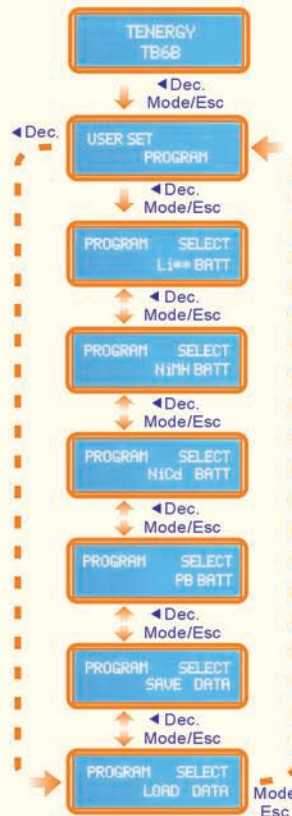 TENERGY
TB6B
◄Dec.
Mode/Esc
◄Dec.
USER SET
PROGRAM
◄Dec.
Mode/Esc
PROGRAM SELECT
Li** BATT
◄Dec.
Mode/Esc
PROGRAM SELECT
NiMH BATT
◄Dec.
Mode/Esc
PROGRAM SELECT
NiCd BATT
◄Dec.
Mode/Esc
PROGRAM SELECT
PB BATT
◄Dec.
Mode/Esc
PROGRAM SELECT
SAVE DATA
◄Dec.
Mode/Esc
PROGRAM SELECT
LOAD DATA
Mode
Esc